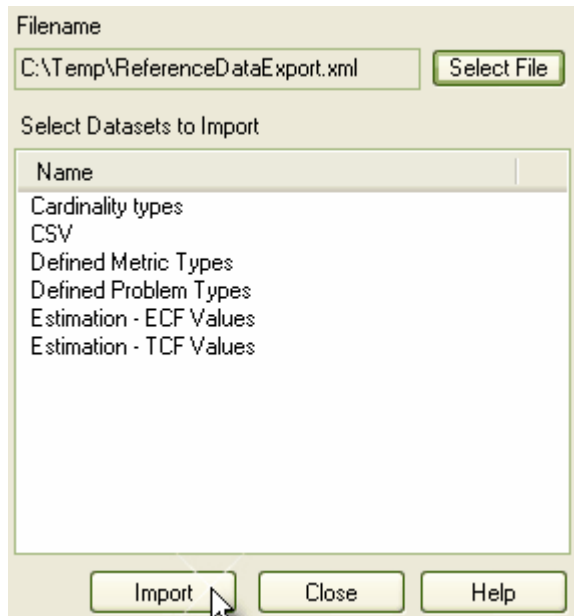 Filename
C:\Temp\ReferenceDataExport.xml Select File
Select Datasets to Import
Name
Cardinality types
CSV
Defined Metric Types
Defined Problem Types
Estimation - ECF Values
Estimation - TCF Values
Import Close Help